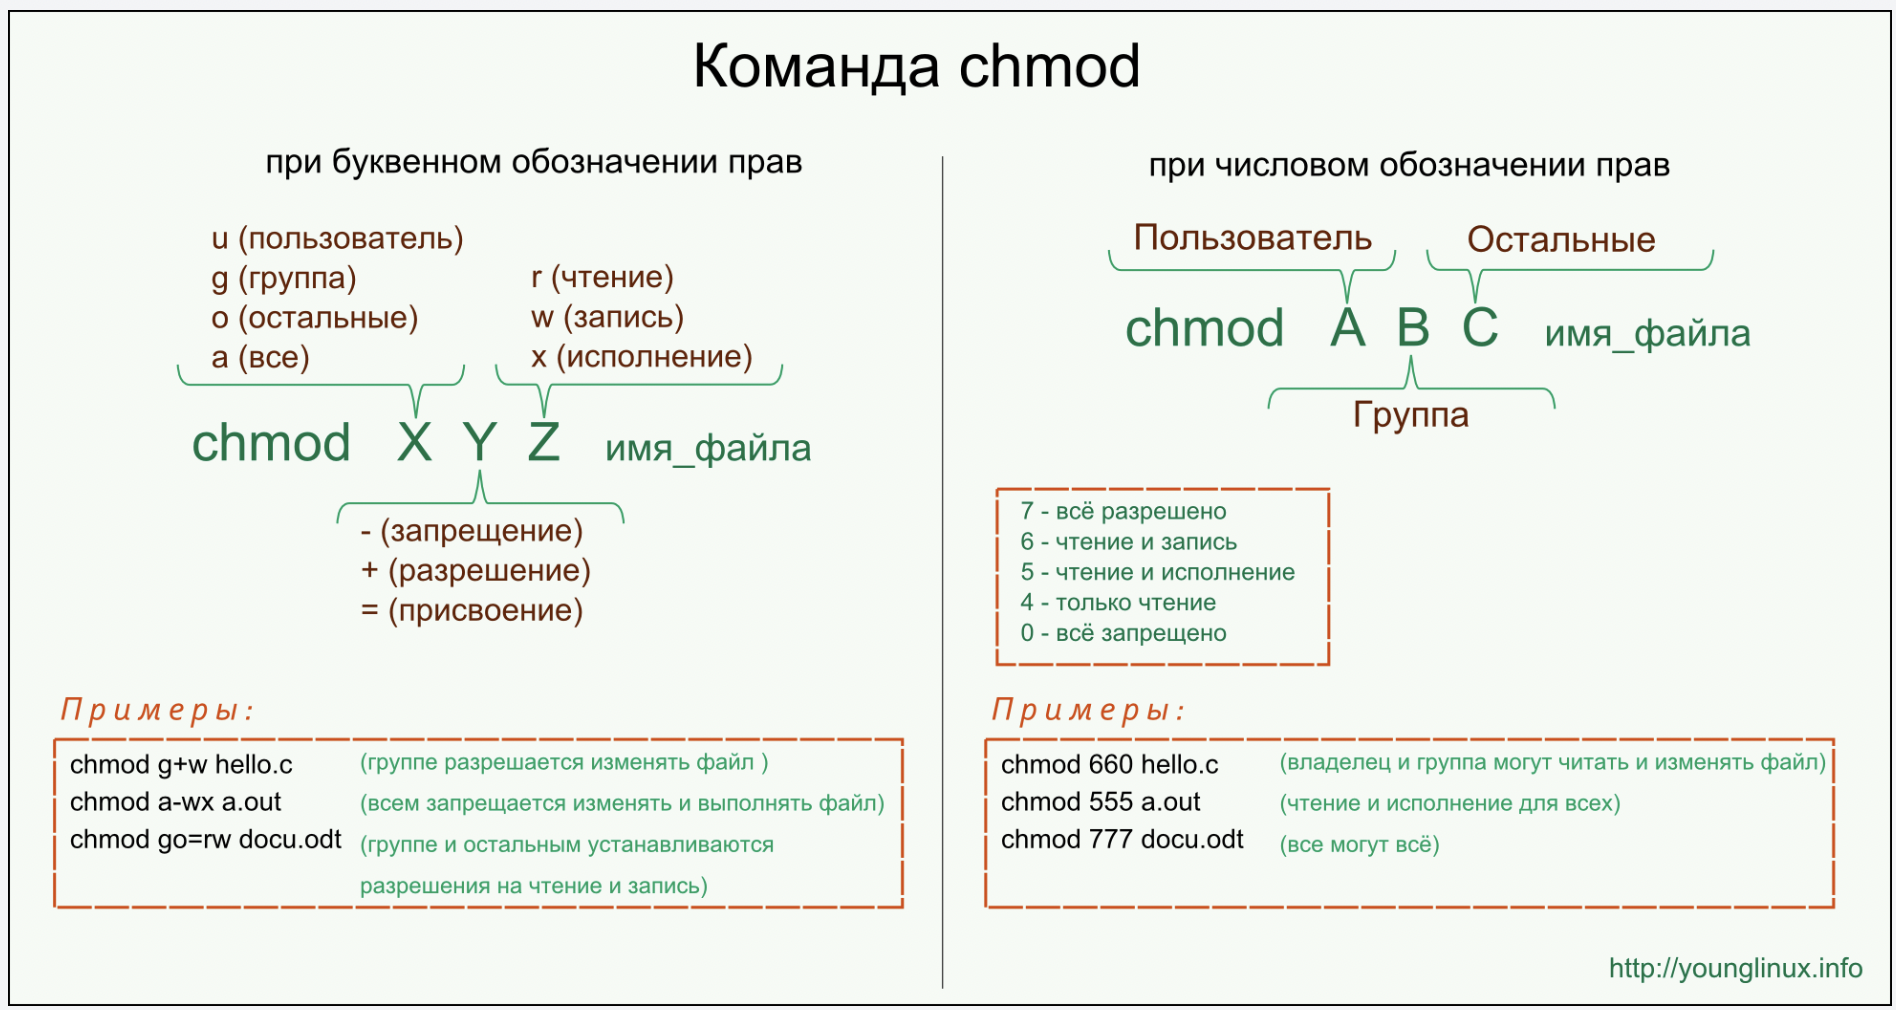 Команда chmod
при буквенном обозначении прав
u (пользователь)
g (группа)
o (остальные)
a (все)
r (чтение)
w (запись)
x (исполнение)
chmod X Y Z имя_файла
- (запрещение)
+ (разрешение)
= (присвоение)
Примеры:
chmod g+w hello.c (группе разрешается изменять файл )
chmod a-wx a.out (всем запрещается изменять и выполнять файл)
chmod go=rw docu.odt (группе и остальным устанавливаются
разрешения на чтение и запись)
при числовом обозначении прав
Пользователь Остальные
chmod A B C имя_файла
Группа
7 - всё разрешено
6 - чтение и запись
5 - чтение и исполнение
4 - только чтение
0 - всё запрещено
Примеры:
chmod 660 hello.c (владелец и группа могут читать и изменять файл)
chmod 555 a.out (чтение и исполнение для всех)
chmod 777 docu.odt (все могут всё)
http://younglinux.info